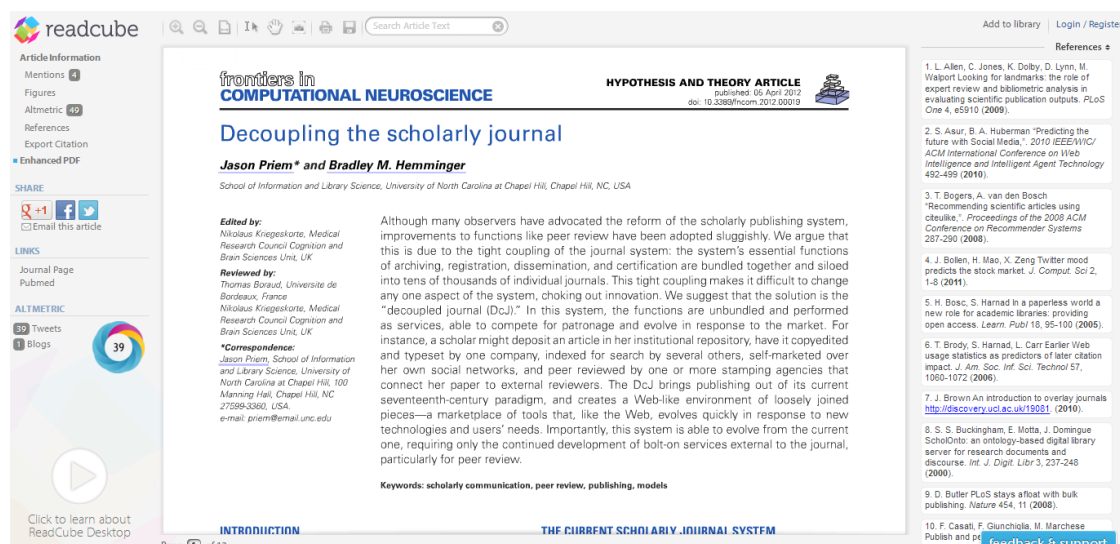 readcube
Search Article Text
Add to library
Login / Registe
Article Information
Mentions 4
Figures
Altmetric 49
References
Export Citation
Enhanced PDF
SHARE
g +1
Email this article
LINKS
Journal Page
Pubmed
ALTMETRIC
39 Tweets
1 Blogs
39
Click to learn about
ReadCube Desktop
frontiers in
COMPUTATIONAL NEUROSCIENCE
HYPOTHESIS AND THEORY ARTICLE
published: 05 April 2012
doi: 10.3389/fncom.2012.00019
Decoupling the scholarly journal
Jason Priem* and Bradley M. Hemminger
School of Information and Library Science, University of North Carolina at Chapel Hill, Chapel Hill, NC, USA
Edited by:
Nikolaus Kriegeskorte, Medical
Research Council Cognition and
Brain Sciences Unit, UK
Reviewed by:
Thomas Boraud, Universite de
Bordeaux, France
Nikolaus Kriegeskorte, Medical
Research Council Cognition and
Brain Sciences Unit, UK
*Correspondence:
Jason Priem, School of Information
and Library Science, University of
North Carolina at Chapel Hill, 100
Manning Hall, Chapel Hill, NC
27599-3360, USA.
e-mail: priem@email.unc.edu
Although many observers have advocated the reform of the scholarly publishing system,
improvements to functions like peer review have been adopted sluggishly. We argue that
this is due to the tight coupling of the journal system: the system's essential functions
of archiving, registration, dissemination, and certification are bundled together and siloed
into tens of thousands of individual journals. This tight coupling makes it difficult to change
any one aspect of the system, choking out innovation. We suggest that the solution is the
"decoupled journal (DcJ)." In this system, the functions are unbundled and performed
as services, able to compete for patronage and evolve in response to the market. For
instance, a scholar might deposit an article in her institutional repository, have it copyedited
and typeset by one company, indexed for search by several others, self-marketed over
her own social networks, and peer reviewed by one or more stamping agencies that
connect her paper to external reviewers. The DcJ brings publishing out of its current
seventeenth-century paradigm, and creates a Web-like environment of loosely joined
pieces—a marketplace of tools that, like the Web, evolves quickly in response to new
technologies and users' needs. Importantly, this system is able to evolve from the current
one, requiring only the continued development of bolt-on services external to the journal,
particularly for peer review.
Keywords: scholarly communication, peer review, publishing, models
INTRODUCTION
THE CURRENT SCHOLARLY JOURNAL SYSTEM
References
1. L. Allen, C. Jones, K. Dolby, D. Lynn, M.
Walport Looking for landmarks: the role of
expert review and bibliometric analysis in
evaluating scientific publication outputs. PLoS
One 4, e5910 (2009).
2. S. Asur, B. A. Huberman "Predicting the
future with Social Media,". 2010 IEEE/WIC/
ACM International Conference on Web
Intelligence and Intelligent Agent Technology
492-499 (2010).
3. T. Bogers, A. van den Bosch
"Recommending scientific articles using
citeulike,". Proceedings of the 2008 ACM
Conference on Recommender Systems
287-290 (2008).
4. J. Bollen, H. Mao, X. Zeng Twitter mood
predicts the stock market. J. Comput. Sci 2,
1-8 (2011).
5. H. Bosc, S. Harnad In a paperless world a
new role for academic libraries: providing
open access. Learn. Publ 18, 95-100 (2005).
6. T. Brody, S. Harnad, L. Carr Earlier Web
usage statistics as predictors of later citation
impact. J. Am. Soc. Inf. Sci. Technol 57,
1060-1072 (2006).
7. J. Brown An introduction to overlay journals
http://discovery.ucl.ac.uk/19081. (2010).
8. S. S. Buckingham, E. Motta, J. Domingue
ScholOnto: an ontology-based digital library
server for research documents and
discourse. Int. J. Digit. Libr 3, 237-248
(2000).
9. D. Butler PLoS stays afloat with bulk
publishing. Nature 454, 11 (2008).
10. F. Casati, F. Giunchiglia, M. Marchese
Publish and pe
feedback & support